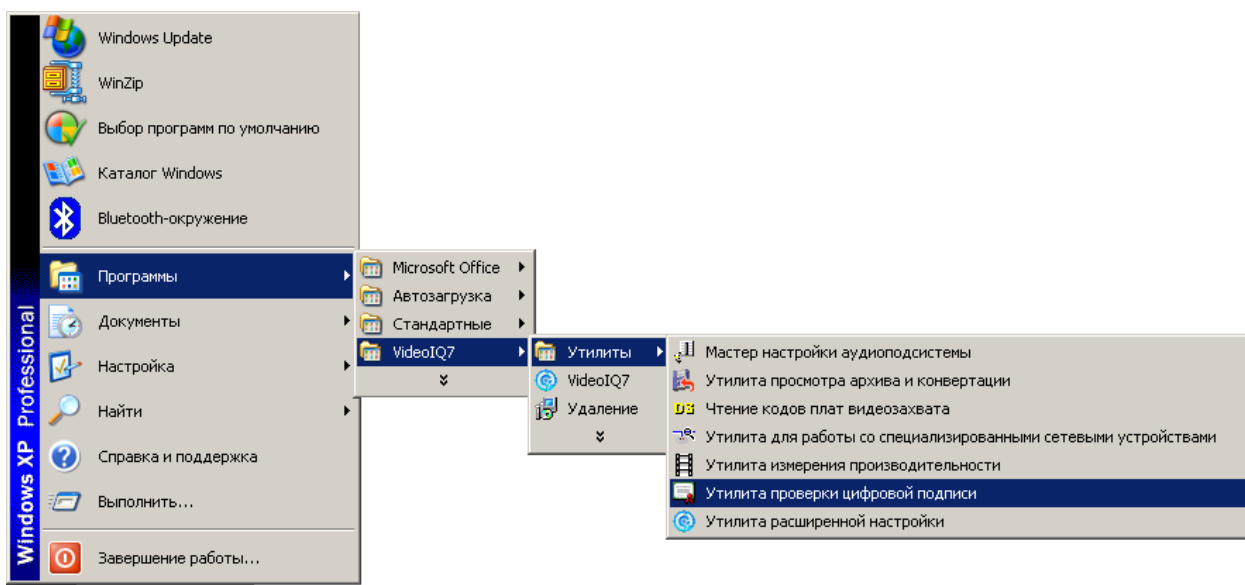 Windows XP Professional
Windows Update
WinZip
Выбор программ по умолчанию
Каталог Windows
Bluetooth-окружение
Программы
Документы
Настройка
Найти
Справка и поддержка
Выполнить...
Завершение работы...
Microsoft Office
Автозагрузка
Стандартные
VideoIQ7
Утилиты
VideoIQ7
Удаление
Мастер настройки аудиоподсистемы
Утилита просмотра архива и конвертации
DS Чтение кодов плат видеозахвата
Утилита для работы со специализированными сетевыми устройствами
Утилита измерения производительности
Утилита проверки цифровой подписи
Утилита расширенной настройки